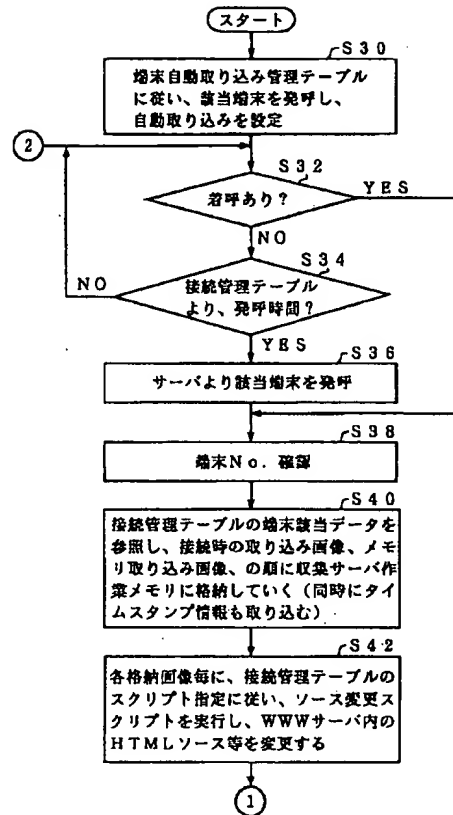 スタート
S30
端末自動取り込み管理テーブル
に従い、該当端末を発呼し、
自動取り込みを設定
2
S32
着呼あり?
YES
NO
S34
接続管理テーブル
より、発呼時間?
NO
YES
S36
サーバより該当端末を発呼
S38
端末No.確認
S40
接続管理テーブルの端末該当データを
参照し、接続時の取り込み画像、メモ
リ取り込み画像、の順に収集サーバ作
業メモリに格納していく(同時にタイ
ムスタンプ情報も取り込む)
S42
各格納画像毎に、接続管理テーブルの
スクリプト指定に従い、ソース変更ス
クリプトを実行し、WWWサーバ内の
HTMLソース等を変更する
1